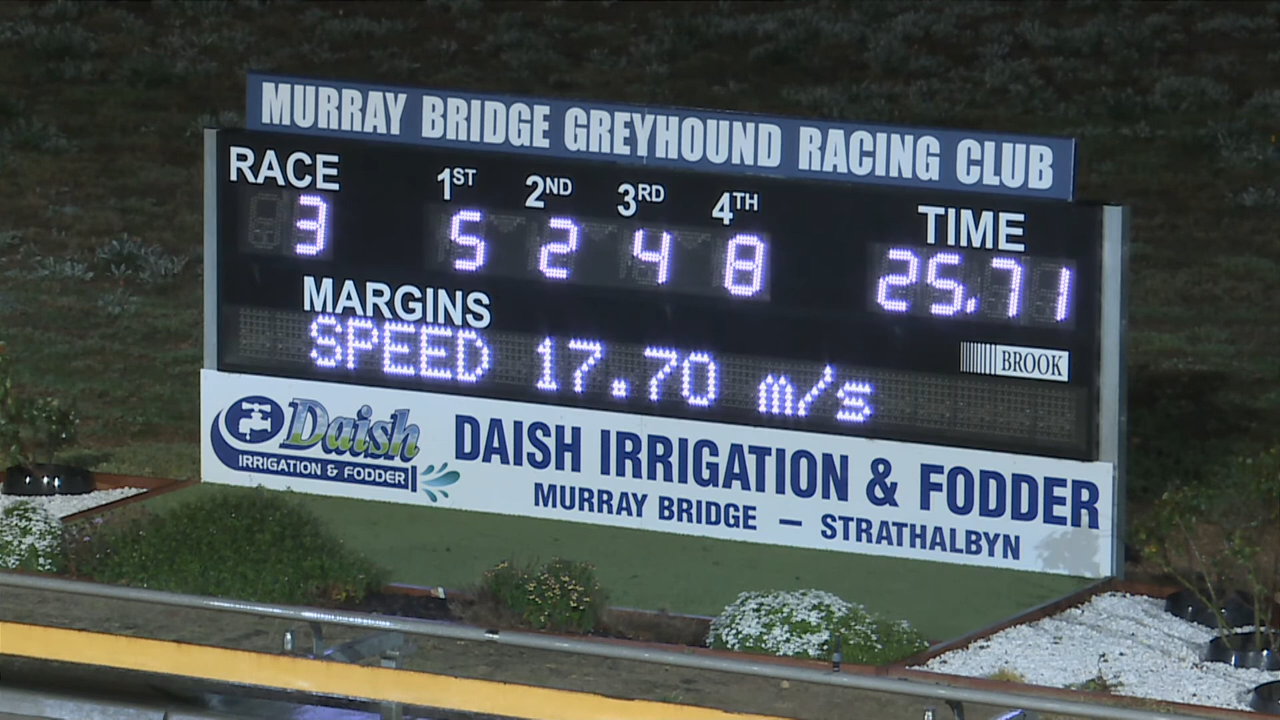 MURRAY BRIDGE GREYHOUND RACING CLUB
RACE 1ST 2ND 3RD 4TH TIME
3 5 2 4 8 25.71
MARGINS
SPEED 17.70 m/s
BROOK
Daish
IRRIGATION & FODDER
DAISH IRRIGATION & FODDER
MURRAY BRIDGE – STRATHALBYN